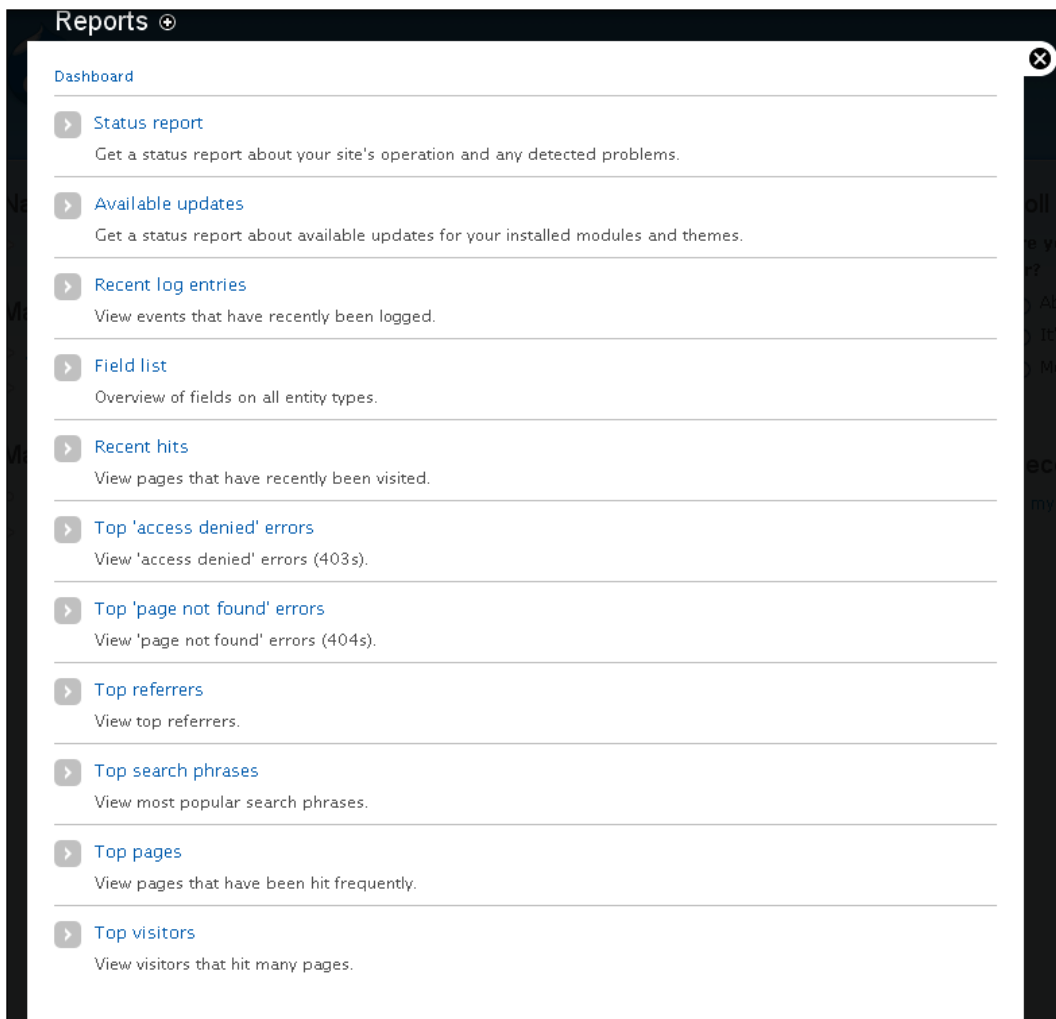 Reports
Dashboard
Status report
Get a status report about your site's operation and any detected problems.
Available updates
Get a status report about available updates for your installed modules and themes.
Recent log entries
View events that have recently been logged.
Field list
Overview of fields on all entity types.
Recent hits
View pages that have recently been visited.
Top 'access denied' errors
View 'access denied' errors (403s).
Top 'page not found' errors
View 'page not found' errors (404s).
Top referrers
View top referrers.
Top search phrases
View most popular search phrases.
Top pages
View pages that have been hit frequently.
Top visitors
View visitors that hit many pages.